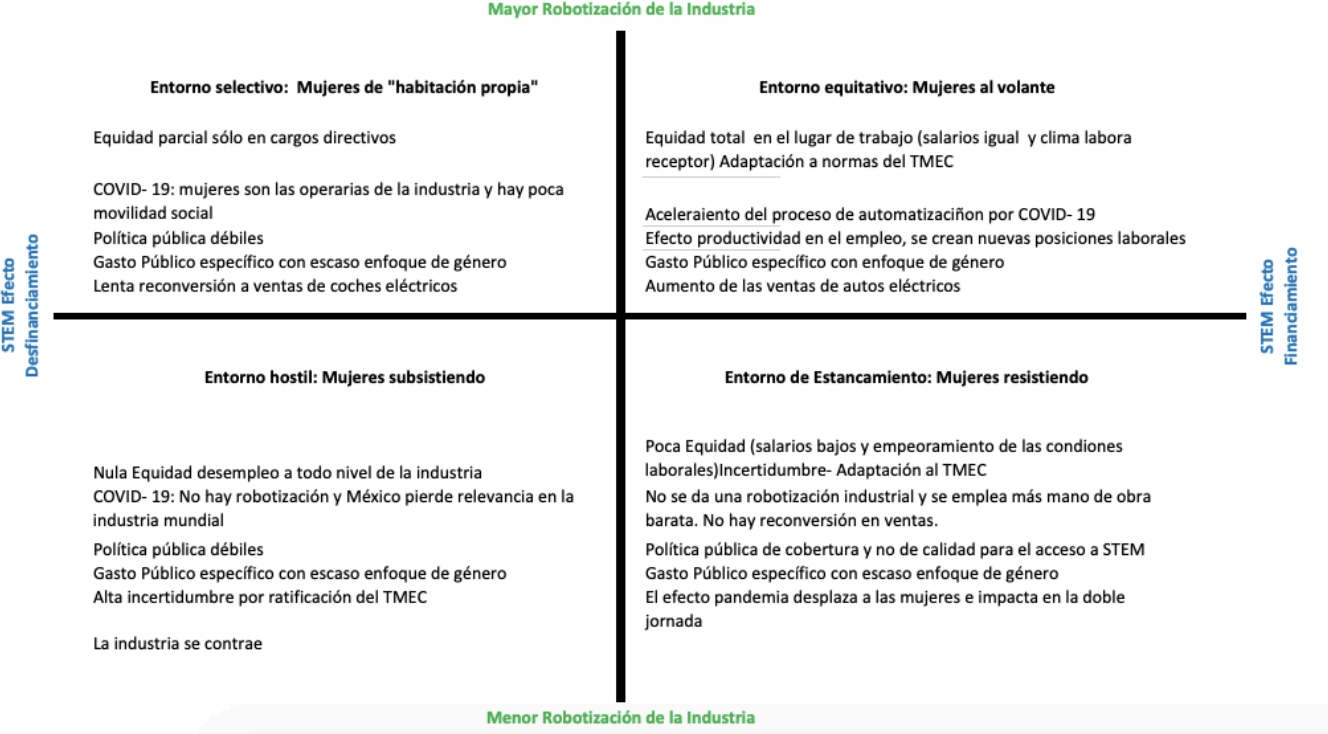 Mayor Robotización de la Industria
Entorno selectivo: Mujeres de "habitación propia"
Equidad parcial sólo en cargos directivos
COVID- 19: mujeres son las operarias de la industria y hay poca
movilidad social
Política pública débiles
Gasto Público específico con escaso enfoque de género
Lenta reconversión a ventas de coches eléctricos
Entorno equitativo: Mujeres al volante
Equidad total en el lugar de trabajo (salarios igual y clima labora
receptor) Adaptación a normas del TMEC
Aceleraiento del proceso de automatizaciñon por COVID- 19
Efecto productividad en el empleo, se crean nuevas posiciones laborales
Gasto Público específico con enfoque de género
Aumento de las ventas de autos eléctricos
STEM Efecto
Desfinanciamiento
STEM Efecto
Financiamiento
Entorno hostil: Mujeres subsistiendo
Nula Equidad desempleo a todo nivel de la industria
COVID- 19: No hay robotización y México pierde relevancia en la
industria mundial
Política pública débiles
Gasto Público específico con escaso enfoque de género
Alta incertidumbre por ratificación del TMEC
La industria se contrae
Entorno de Estancamiento: Mujeres resistiendo
Poca Equidad (salarios bajos y empeoramiento de las condiones
laborales)Incertidumbre- Adaptación al TMEC
No se da una robotización industrial y se emplea más mano de obra
barata. No hay reconversión en ventas.
Política pública de cobertura y no de calidad para el acceso a STEM
Gasto Público específico con escaso enfoque de género
El efecto pandemia desplaza a las mujeres e impacta en la doble
jornada
Menor Robotización de la Industria